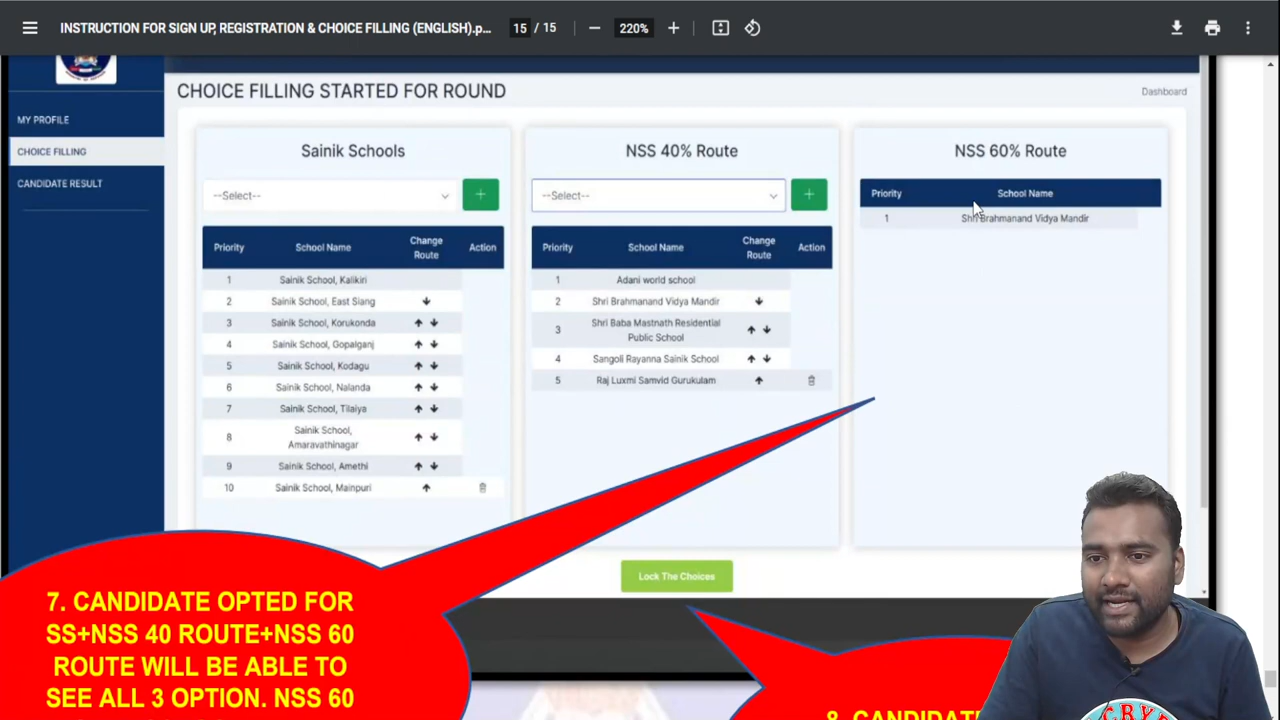 INSTRUCTION FOR SIGN UP, REGISTRATION & CHOICE FILLING (ENGLISH).p... 15 / 15 220%
CHOICE FILLING STARTED FOR ROUND
Dashboard
MY PROFILE
CHOICE FILLING
CANDIDATE RESULT
Sainik Schools
--Select--
+
Priority School Name Change Route Action
1 Sainik School, Kalikiri
2 Sainik School, East Siang
3 Sainik School, Korukonda
4 Sainik School, Gopalganj
5 Sainik School, Kodagu
6 Sainik School, Nalanda
7 Sainik School, Tilaiya
8 Sainik School, Amaravathinagar
9 Sainik School, Amethi
10 Sainik School, Mainpuri
NSS 40% Route
--Select--
+
Priority School Name Change Route Action
1 Adani world school
2 Shri Brahmanand Vidya Mandir
3 Shri Baba Mastnath Residential Public School
4 Sangoli Rayanna Sainik School
5 Raj Luxmi Samvid Gurukulam
NSS 60% Route
Priority School Name
1 Shri Brahmanand Vidya Mandir
Lock The Choices
7. CANDIDATE OPTED FOR
SS+NSS 40 ROUTE+NSS 60
ROUTE WILL BE ABLE TO
SEE ALL 3 OPTION. NSS 60
8. CANDIDAT